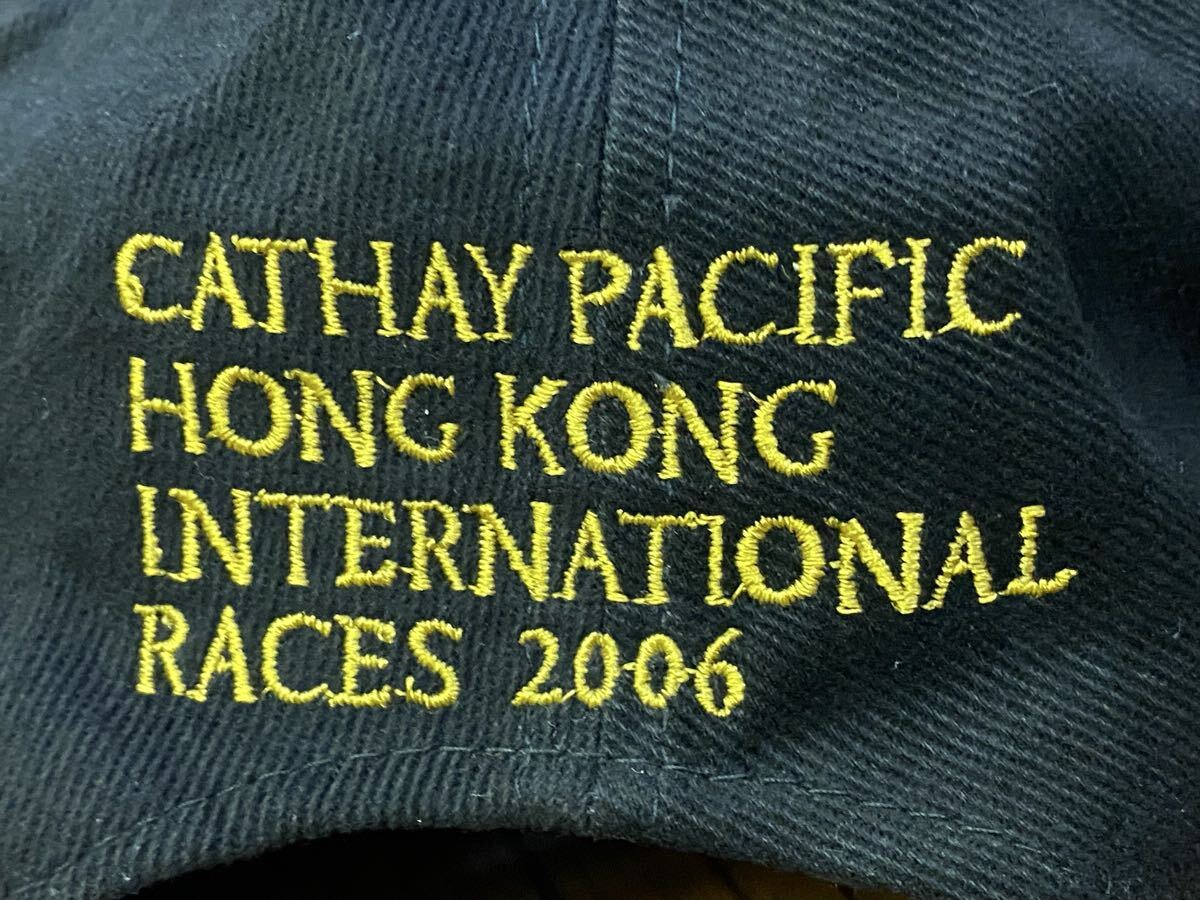 CATHAY PACIFIC
HONG KONG
INTERNATIONAL
RACES 2006